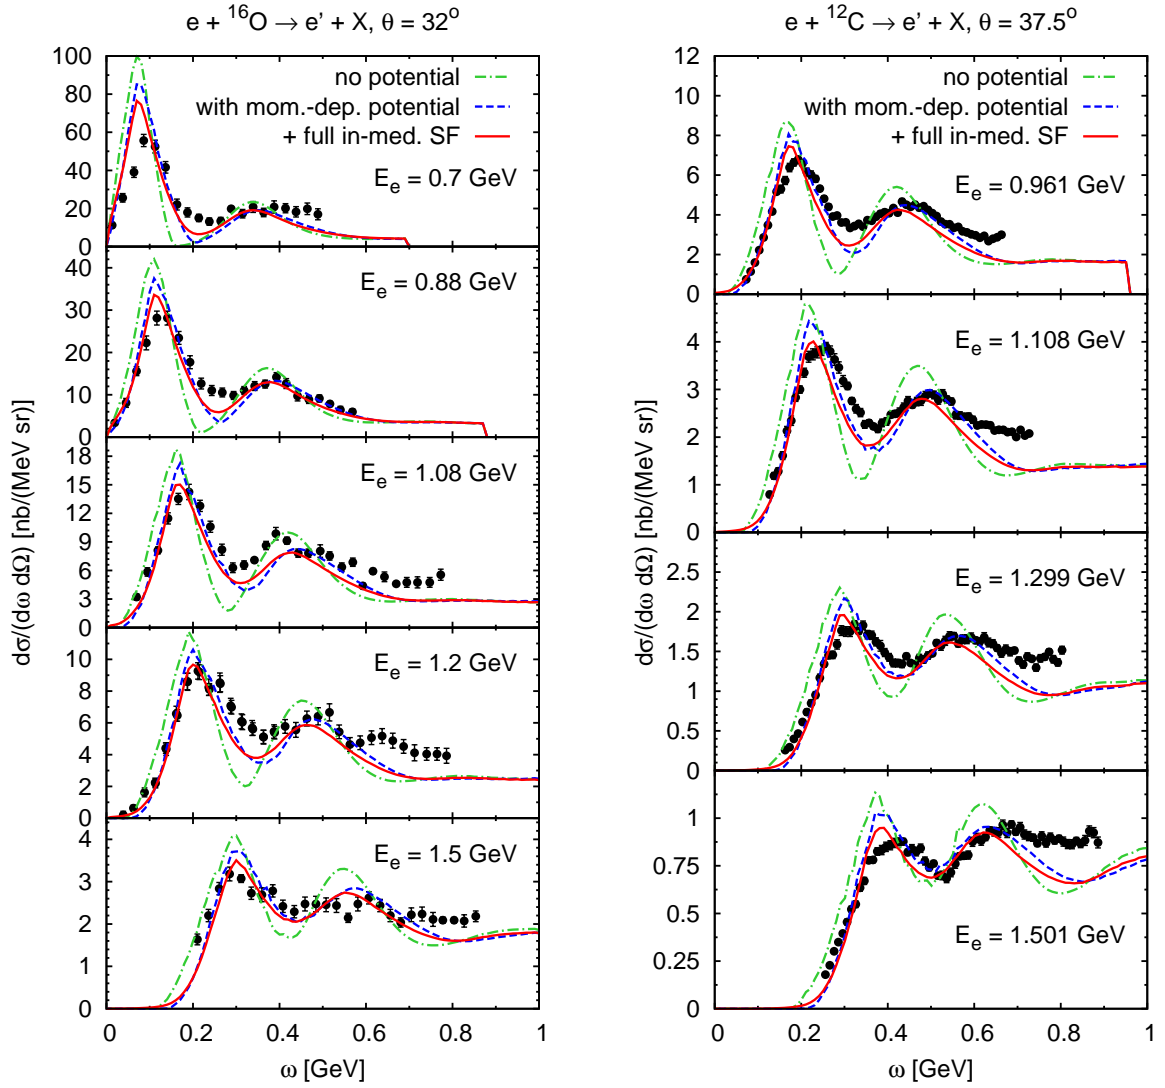 e + ¹⁶O → e' + X, θ = 32°
100
80
60
40
20
0
no potential
with mom.-dep. potential
+ full in-med. SF
E_e = 0.7 GeV
40
30
20
10
0
E_e = 0.88 GeV
18
15
12
9
6
3
0
E_e = 1.08 GeV
10
8
6
4
2
0
E_e = 1.2 GeV
4
3
2
1
0
E_e = 1.5 GeV
0 0.2 0.4 0.6 0.8 1
ω [GeV]
dσ/(dω dΩ) [nb/(MeV sr)]
e + ¹²C → e' + X, θ = 37.5°
12
10
8
6
4
2
0
no potential
with mom.-dep. potential
+ full in-med. SF
E_e = 0.961 GeV
4
3
2
1
0
E_e = 1.108 GeV
2.5
2
1.5
1
0.5
0
E_e = 1.299 GeV
1
0.75
0.5
0.25
0
E_e = 1.501 GeV
0 0.2 0.4 0.6 0.8 1
ω [GeV]
dσ/(dω dΩ) [nb/(MeV sr)]